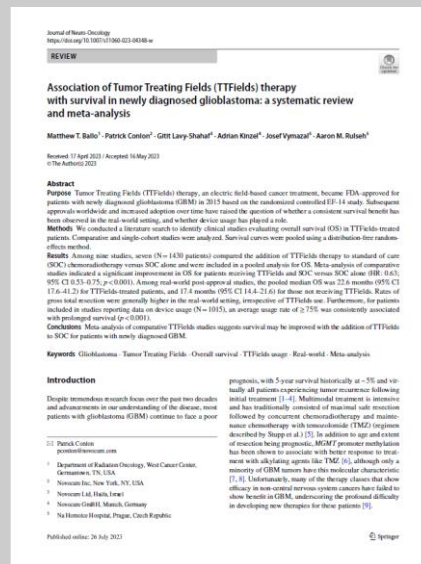 Journal of Neuro-Oncology
https://doi.org/10.1007/s11060-023-04348-w
REVIEW
Check for
updates
Association of Tumor Treating Fields (TTFields) therapy
with survival in newly diagnosed glioblastoma: a systematic review
and meta-analysis
Matthew T. Ballo¹ · Patrick Conlon² · Gitit Lavy-Shahaf³ · Adrian Kinzel⁴ · Josef Vymazal⁵ · Aaron M. Rulseh⁵
Received: 17 April 2023 / Accepted: 16 May 2023
© The Author(s) 2023
Abstract
Purpose Tumor Treating Fields (TTFields) therapy, an electric field-based cancer treatment, became FDA-approved for
patients with newly diagnosed glioblastoma (GBM) in 2015 based on the randomized controlled EF-14 study. Subsequent
approvals worldwide and increased adoption over time have raised the question of whether a consistent survival benefit has
been observed in the real-world setting, and whether device usage has played a role.
Methods We conducted a literature search to identify clinical studies evaluating overall survival (OS) in TTFields-treated
patients. Comparative and single-cohort studies were analyzed. Survival curves were pooled using a distribution-free random-
effects method.
Results Among nine studies, seven (N = 1430 patients) compared the addition of TTFields therapy to standard of care
(SOC) chemoradiotherapy versus SOC alone and were included in a pooled analysis for OS. Meta-analysis of comparative
studies indicated a significant improvement in OS for patients receiving TTFields and SOC versus SOC alone (HR: 0.63;
95% CI 0.53–0.75; p < 0.001). Among real-world post-approval studies, the pooled median OS was 22.6 months (95% CI
17.6–41.2) for TTFields-treated patients, and 17.4 months (95% CI 14.4–21.6) for those not receiving TTFields. Rates of
gross total resection were generally higher in the real-world setting, irrespective of TTFields use. Furthermore, for patients
included in studies reporting data on device usage (N = 1015), an average usage rate of ≥ 75% was consistently associated
with prolonged survival (p < 0.001).
Conclusions Meta-analysis of comparative TTFields studies suggests survival may be improved with the addition of TTFields
to SOC for patients with newly diagnosed GBM.
Keywords Glioblastoma · Tumor Treating Fields · Overall survival · TTFields usage · Real-world · Meta-analysis
Introduction
Despite tremendous research focus over the past two decades
and advancements in our understanding of the disease, most
patients with glioblastoma (GBM) continue to face a poor
Patrick Conlon
pconlon@novocure.com
1 Department of Radiation Oncology, West Cancer Center,
Germantown, TN, USA
2 Novocure Inc, New York, NY, USA
3 Novocure Ltd, Haifa, Israel
4 Novocure GmbH, Munich, Germany
5 Na Homolce Hospital, Prague, Czech Republic
prognosis, with 5-year survival historically at ~5% and vir-
tually all patients experiencing tumor recurrence following
initial treatment [1–4]. Multimodal treatment is intensive
and has traditionally consisted of maximal safe resection
followed by concurrent chemoradiotherapy and mainte-
nance chemotherapy with temozolomide (TMZ) (regimen
described by Stupp et al.) [5]. In addition to age and extent
of resection being prognostic, MGMT promoter methylation
has been shown to associate with better response to treat-
ment with alkylating agents like TMZ [6], although only a
minority of GBM tumors have this molecular characteristic
[7, 8]. Unfortunately, many of the therapy classes that show
efficacy in non-central nervous system cancers have failed to
show benefit in GBM, underscoring the profound difficulty
in developing new therapies for these patients [9].
Published online: 26 July 2023
Springer